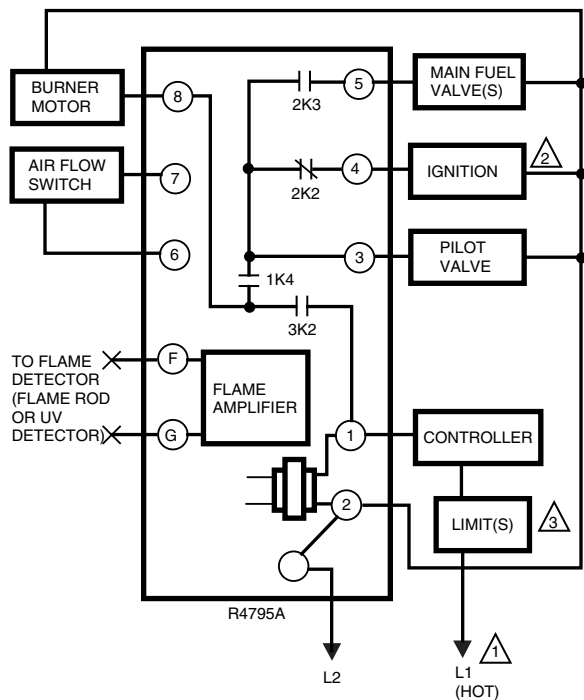 BURNER
MOTOR
8
5
MAIN FUEL
VALVE(S)
2K3
AIR FLOW
SWITCH
7
4
IGNITION
2
2K2
6
3
PILOT
VALVE
1K4
3K2
TO FLAME
DETECTOR
(FLAME ROD
OR UV
DETECTOR)
F
G
FLAME
AMPLIFIER
1
CONTROLLER
2
LIMIT(S)
3
R4795A
L2
L1
(HOT)
1